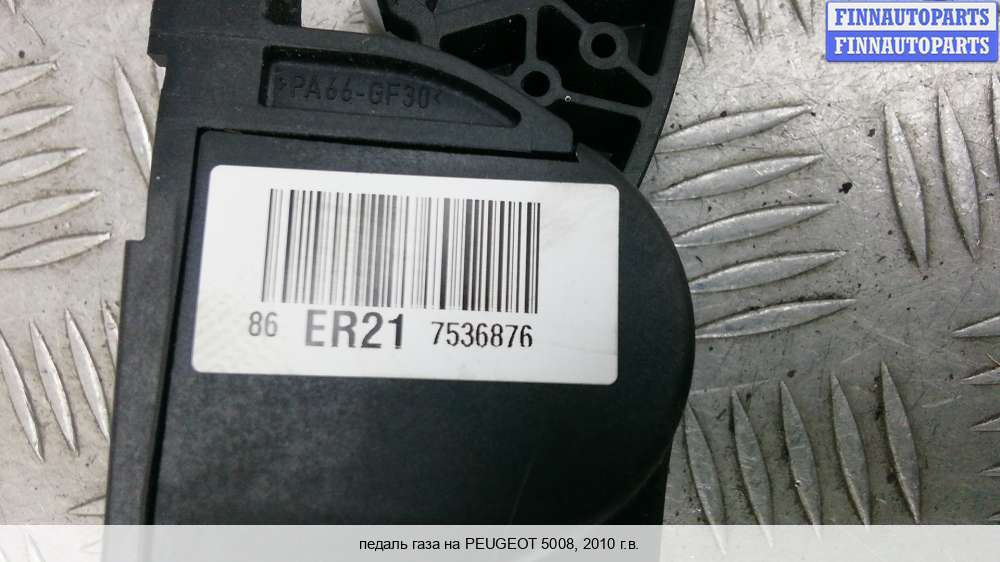 FINNAUTOPARTS
FINNAUTOPARTS
>PA66-GF30<
86 ER21 7536876
педаль газа на PEUGEOT 5008, 2010 г.в.